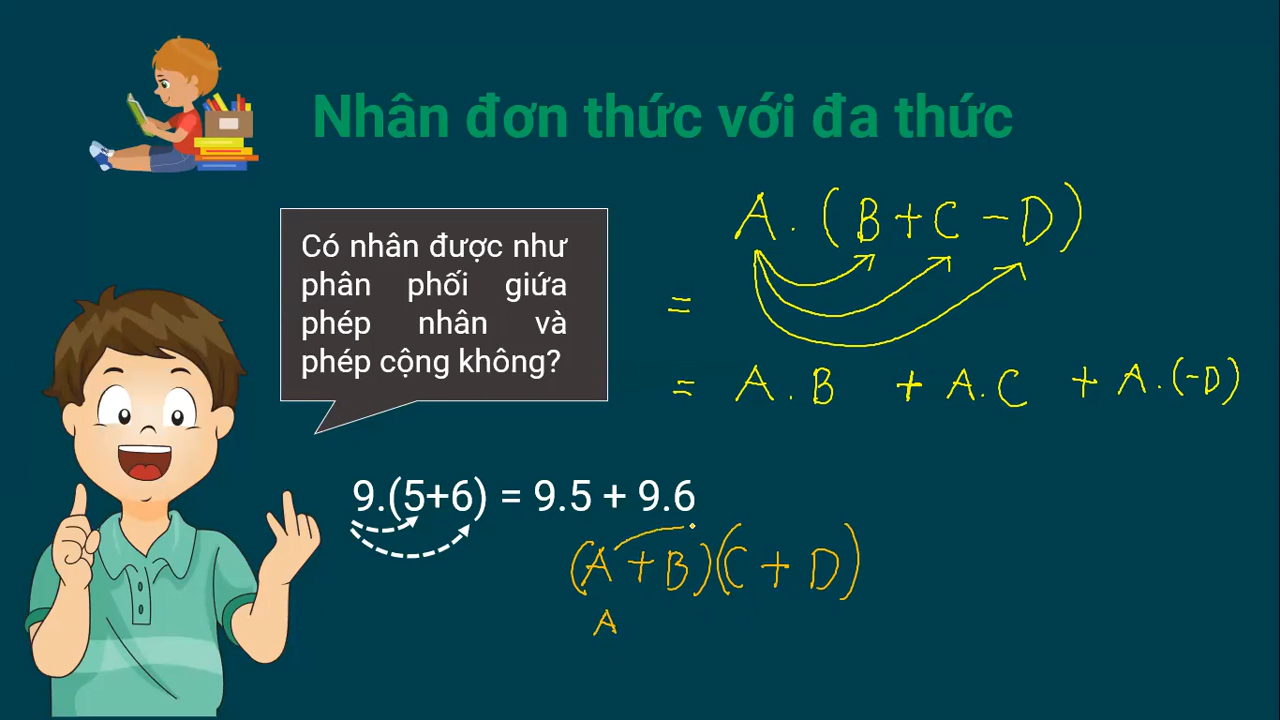 Nhân đơn thức với đa thức
A. (B + C - D)
Có nhân được như
phân phối giứa
phép nhân và
phép cộng không?
=
= A. B + A. C + A. (-D)
9.(5+6) = 9.5 + 9.6
(A + B)(C + D)
A